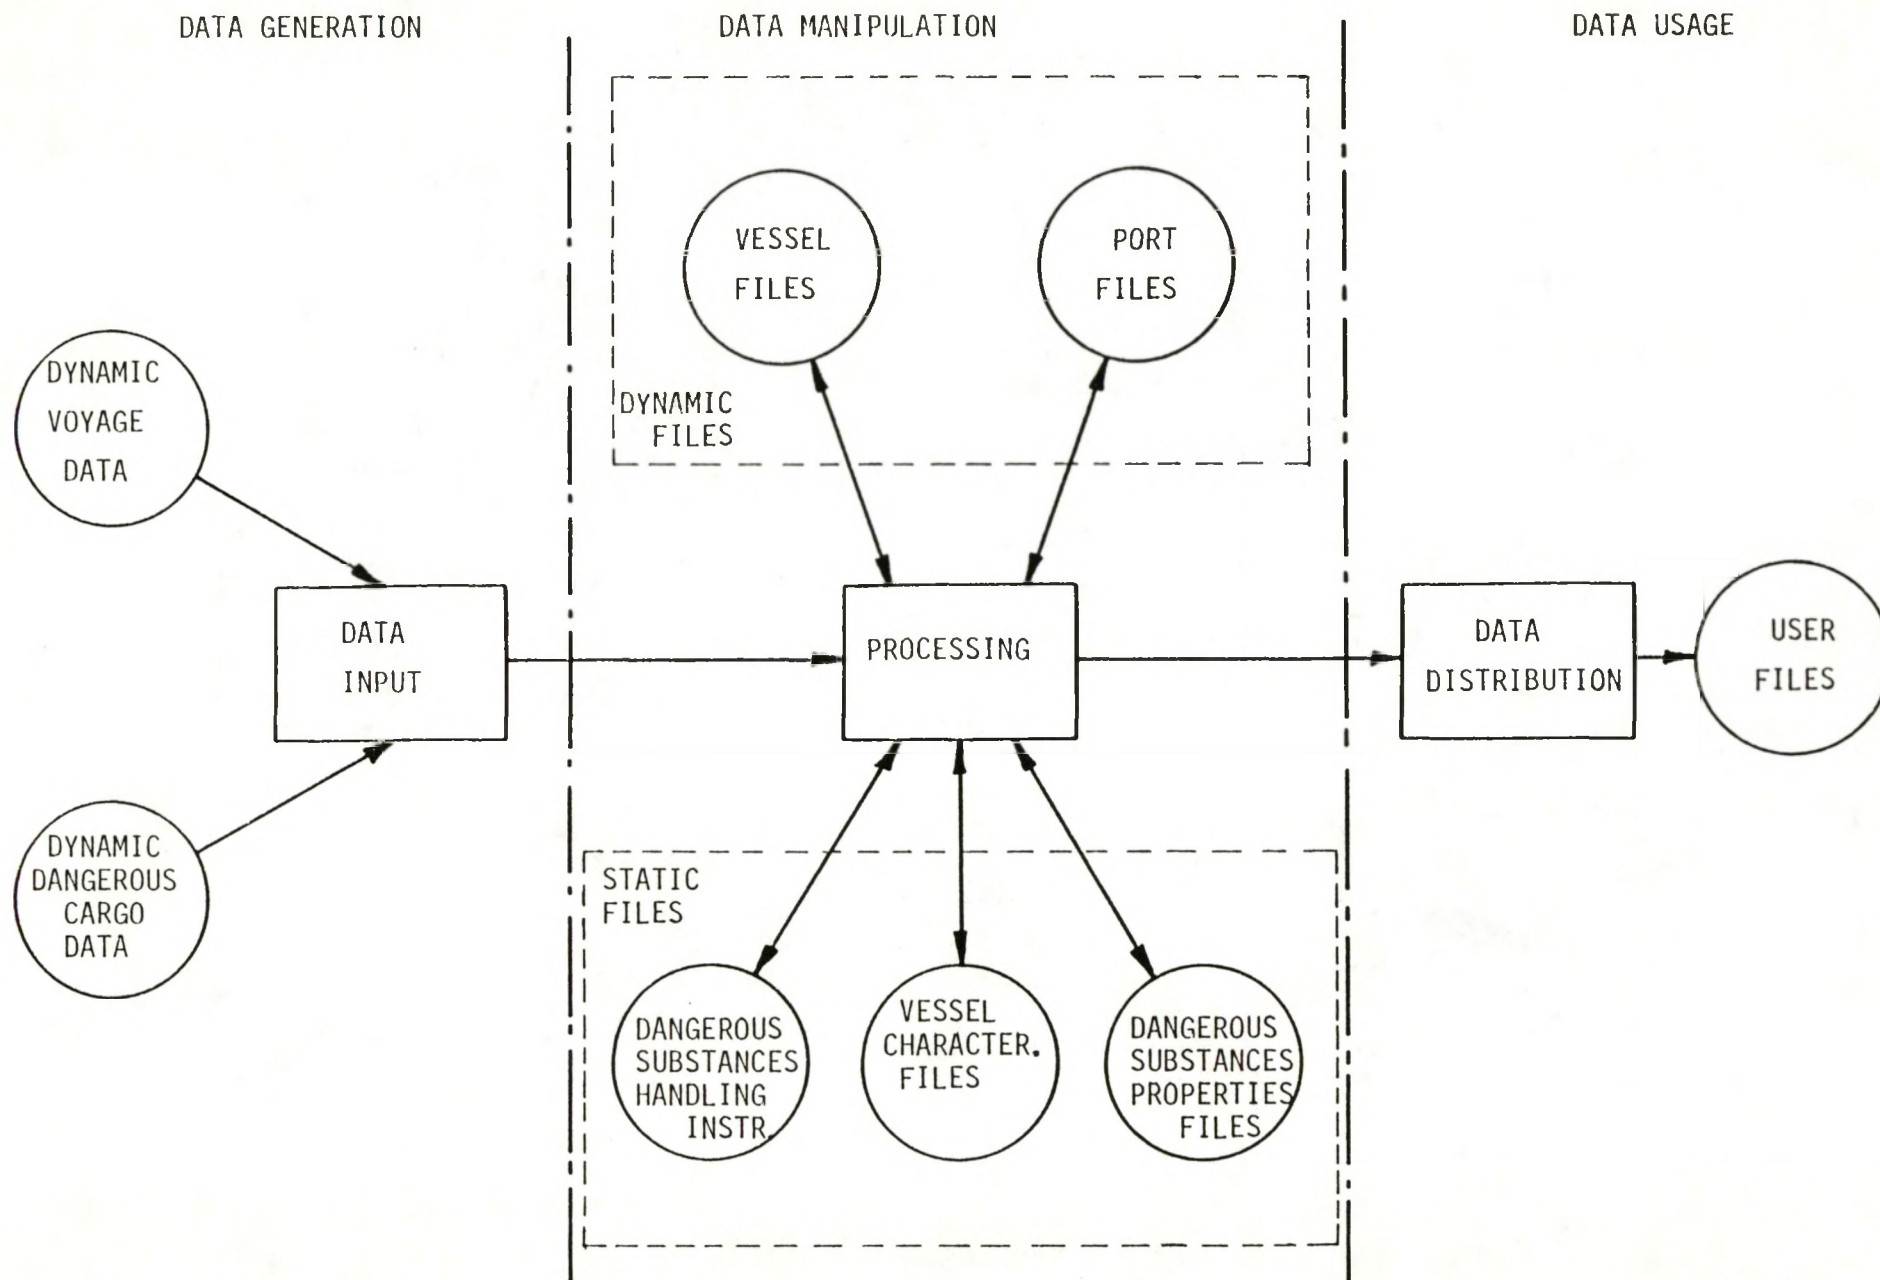 DATA GENERATION
DATA MANIPULATION
DATA USAGE
VESSEL
FILES
PORT
FILES
DYNAMIC
FILES
DYNAMIC
VOYAGE
DATA
DATA
INPUT
PROCESSING
DATA
DISTRIBUTION
USER
FILES
DYNAMIC
DANGEROUS
CARGO
DATA
STATIC
FILES
DANGEROUS
SUBSTANCES
HANDLING
INSTR.
VESSEL
CHARACTER.
FILES
DANGEROUS
SUBSTANCES
PROPERTIES
FILES